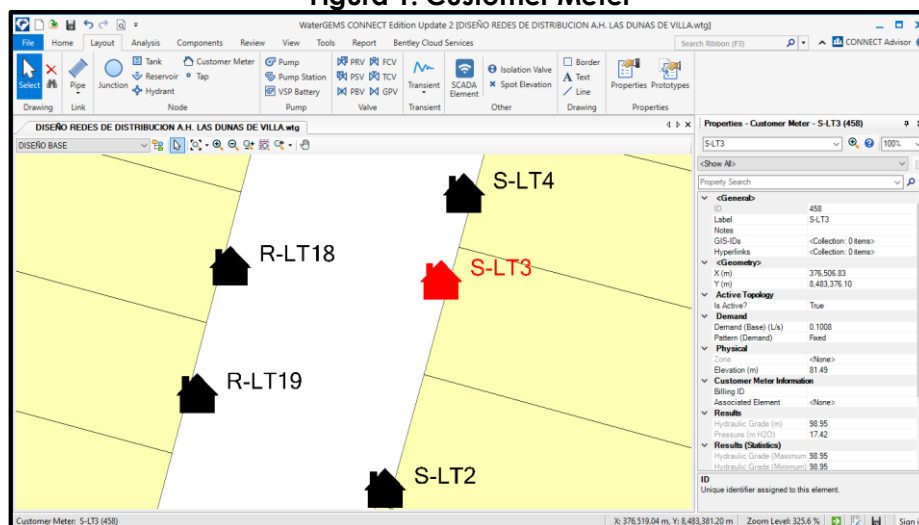 Figura 1. Customer Meter
WaterGEMS CONNECT Edition Update 2 [DISEÑO REDES DE DISTRIBUCION A.H. LAS DUNAS DE VILLA.wtg]
File Home Layout Analysis Components Review View Tools Report Bentley Cloud Services Search Ribbon (F3) CONNECT Advisor
Select Pipe Junction Tank Customer Meter Reservoir Tap Hydrant Pump Pump Station VSP Battery PRV FCV PSV TCV PBV GPV Transient SCADA Element Isolation Valve Spot Elevation Border Text Line Properties Prototypes
Drawing Link Node Pump Valve Transient Other Drawing Properties
DISEÑO REDES DE DISTRIBUCION A.H. LAS DUNAS DE VILLA.wtg
DISEÑO BASE
S-LT4
R-LT18
S-LT3
R-LT19
S-LT2
Properties - Customer Meter - S-LT3 (458)
S-LT3 100%
<Show All>
Property Search
<General>
ID 458
Label S-LT3
Notes
GIS-IDs <Collection: 0 items>
Hyperlinks <Collection: 0 items>
<Geometry>
X (m) 376,506.83
Y (m) 8,483,376.10
Active Topology
Is Active? True
Demand
Demand (Base) (L/s) 0.1008
Pattern (Demand) Fixed
Physical
Zone <None>
Elevation (m) 81.49
Customer Meter Information
Billing ID
Associated Element <None>
Results
Hydraulic Grade (m) 98.95
Pressure (m H2O) 17.42
Results (Statistics)
Hydraulic Grade (Maximum 98.95
Hydraulic Grade (Minimum) 98.95
ID
Unique identifier assigned to this element.
Customer Meter: S-LT3 (458) X: 376,519.04 m, Y: 8,483,381.20 m Zoom Level: 325.6 % Sign